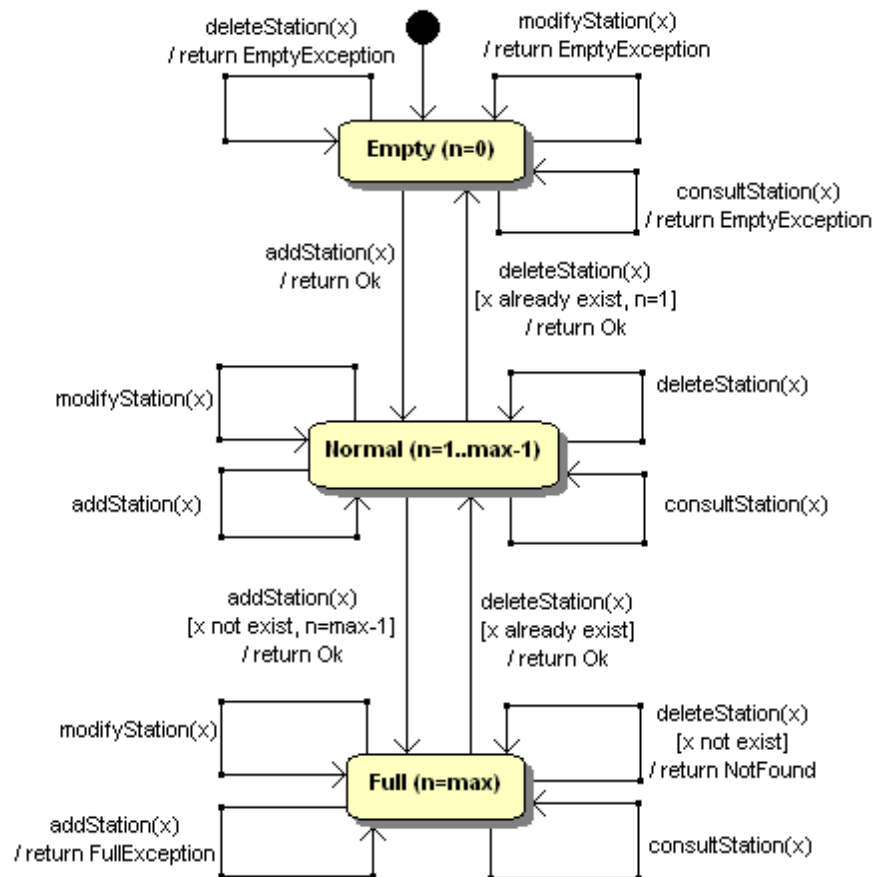 deleteStation(x)
/ return EmptyException
modifyStation(x)
/ return EmptyException
Empty (n=0)
consultStation(x)
/ return EmptyException
addStation(x)
/ return Ok
deleteStation(x)
[x already exist, n=1]
/ return Ok
modifyStation(x)
deleteStation(x)
Normal (n=1..max-1)
addStation(x)
consultStation(x)
addStation(x)
[x not exist, n=max-1]
/ return Ok
deleteStation(x)
[x already exist]
/ return Ok
modifyStation(x)
deleteStation(x)
[x not exist]
/ return NotFound
Full (n=max)
addStation(x)
/ return FullException
consultStation(x)